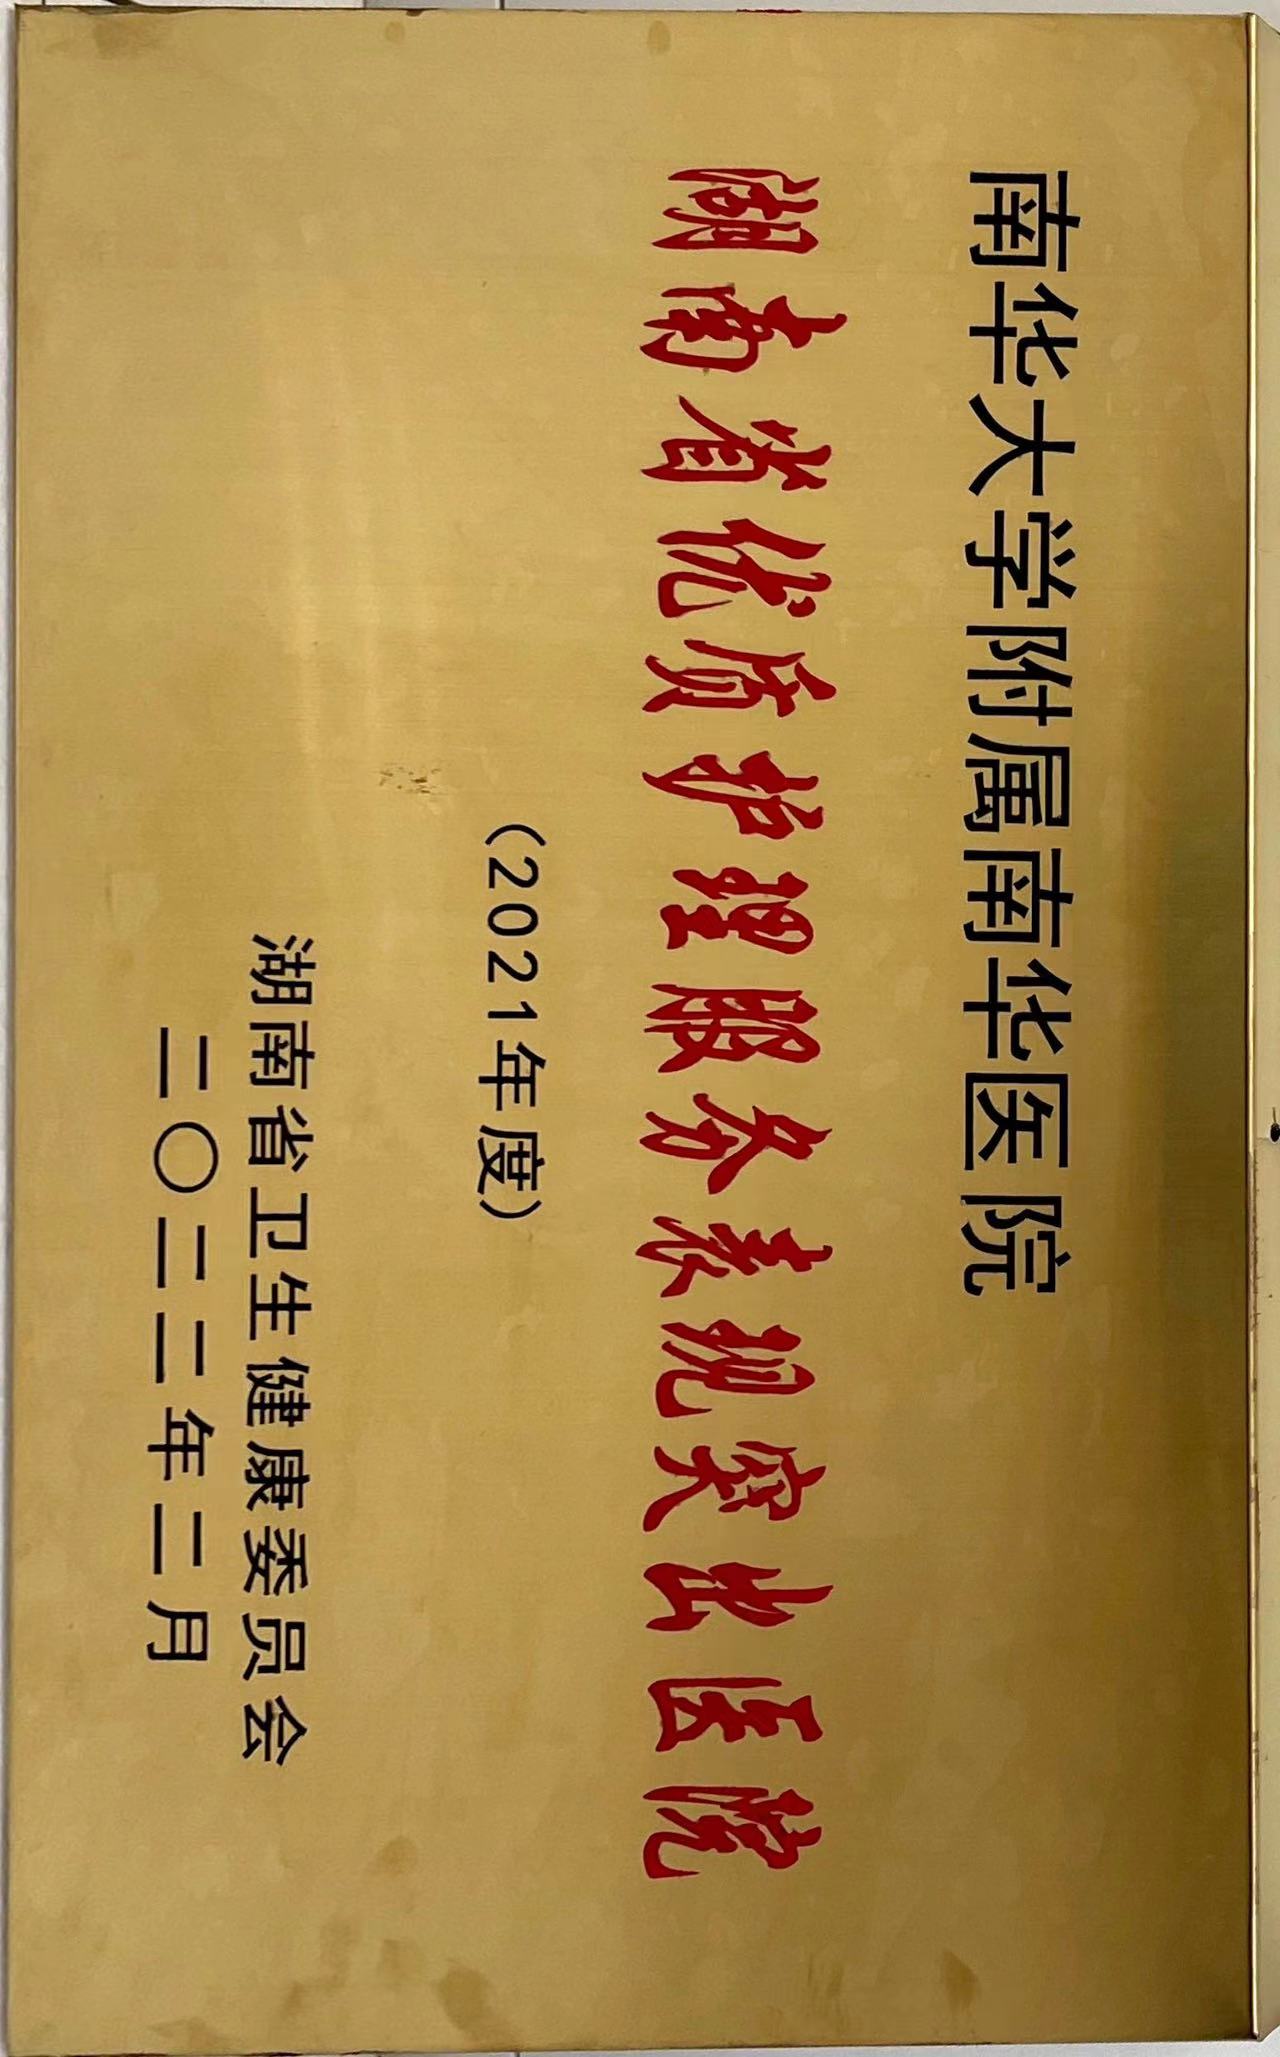 南华大学附属南华医院
湖南省优质护理服务表现突出医院
（2021年度）
湖南省卫生健康委员会
二〇二二年二月